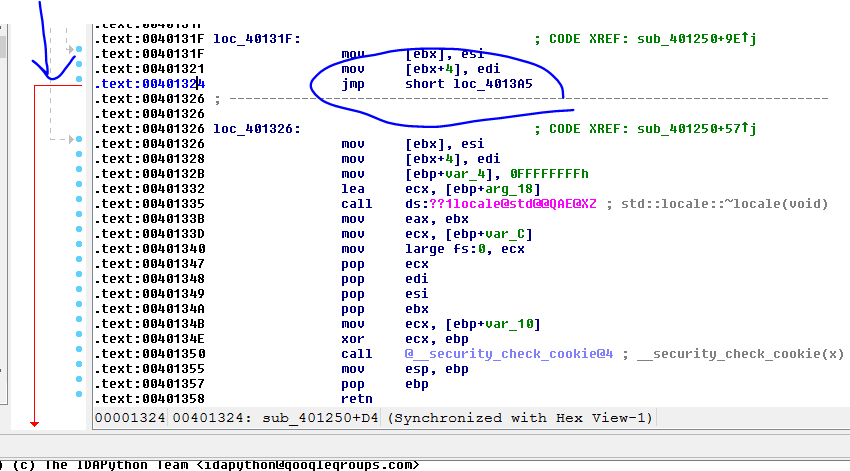 .text:0040131F
.text:0040131F loc_40131F: ; CODE XREF: sub_401250+9E↑j
.text:0040131F mov [ebx], esi
.text:00401321 mov [ebx+4], edi
.text:00401324 jmp short loc_4013A5
.text:00401326 ; ---------------------------------------------------------------------------
.text:00401326
.text:00401326 loc_401326: ; CODE XREF: sub_401250+57↑j
.text:00401326 mov [ebx], esi
.text:00401328 mov [ebx+4], edi
.text:0040132B mov [ebp+var_4], 0FFFFFFFFh
.text:00401332 lea ecx, [ebp+arg_18]
.text:00401335 call ds:??1locale@std@@QAE@XZ ; std::locale::~locale(void)
.text:0040133B mov eax, ebx
.text:0040133D mov ecx, [ebp+var_C]
.text:00401340 mov large fs:0, ecx
.text:00401347 pop ecx
.text:00401348 pop edi
.text:00401349 pop esi
.text:0040134A pop ebx
.text:0040134B mov ecx, [ebp+var_10]
.text:0040134E xor ecx, ebp
.text:00401350 call @__security_check_cookie@4 ; __security_check_cookie(x)
.text:00401355 mov esp, ebp
.text:00401357 pop ebp
.text:00401358 retn
00001324 00401324: sub_401250+D4 (Synchronized with Hex View-1)
) (c) The IDAPython Team <idapython@googlegroups.com>